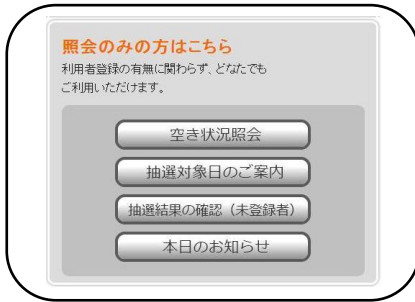 照会のみの方はこちら
利用者登録の有無に関わらず、どなたでも
ご利用いただけます。
空き状況照会
抽選対象日のご案内
抽選結果の確認（未登録者）
本日のお知らせ